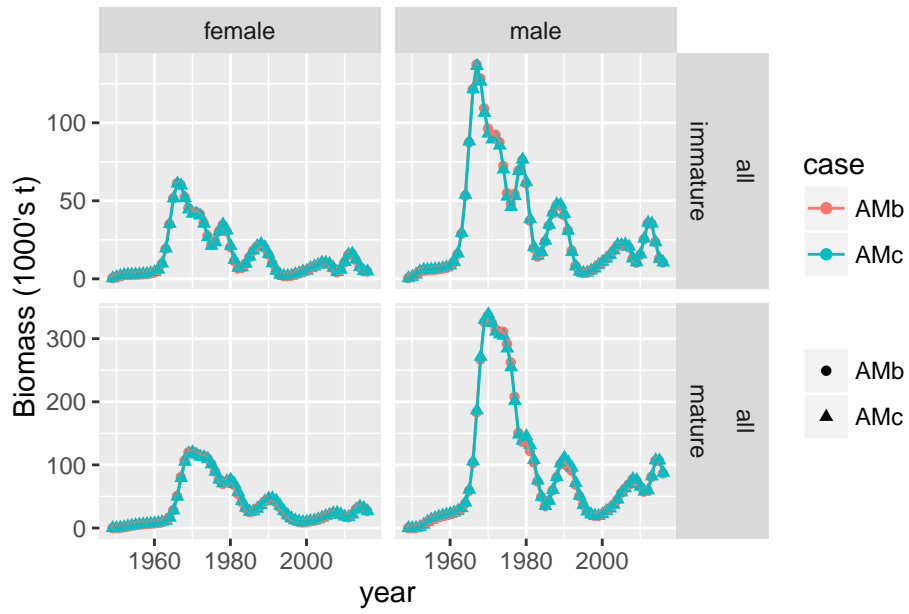 female male
Biomass (1000's t)
100
50
0
immature all
300
200
100
0
mature all
1960 1980 2000 1960 1980 2000
year
case
AMb
AMc
AMb
AMc